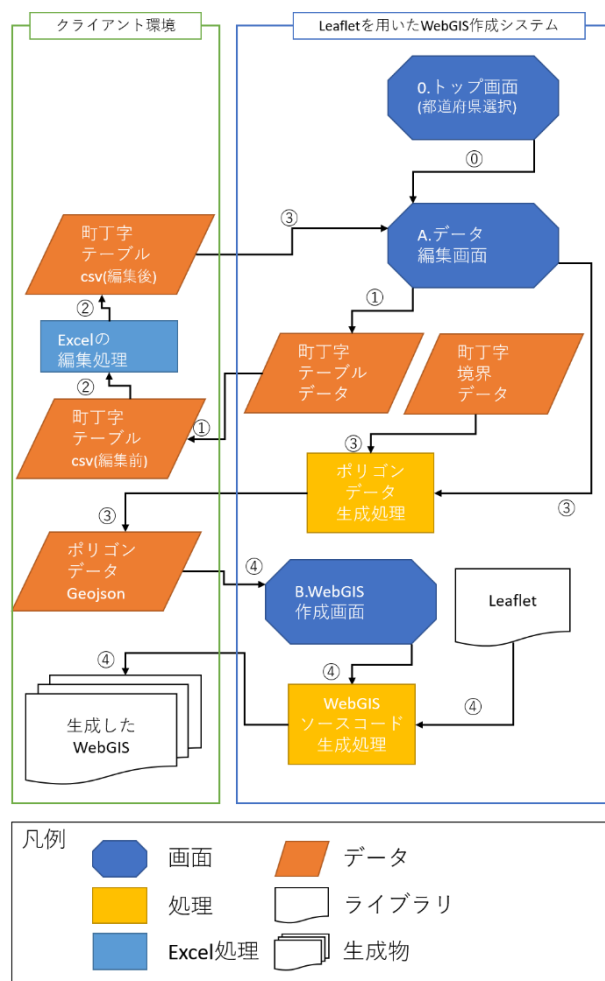 クライアント環境
Leafletを用いたWebGIS作成システム
0.トップ画面
(都道府県選択)
⓪
町丁字
テーブル
csv(編集後)
③
A.データ
編集画面
②
①
Excelの
編集処理
町丁字
テーブル
データ
町丁字
境界
データ
②
町丁字
テーブル
csv(編集前)
①
③
ポリゴン
データ
生成処理
③
③
ポリゴン
データ
Geojson
④
B.WebGIS
作成画面
Leaflet
④
④
④
生成した
WebGIS
WebGIS
ソースコード
生成処理
凡例
画面
データ
処理
ライブラリ
Excel処理
生成物